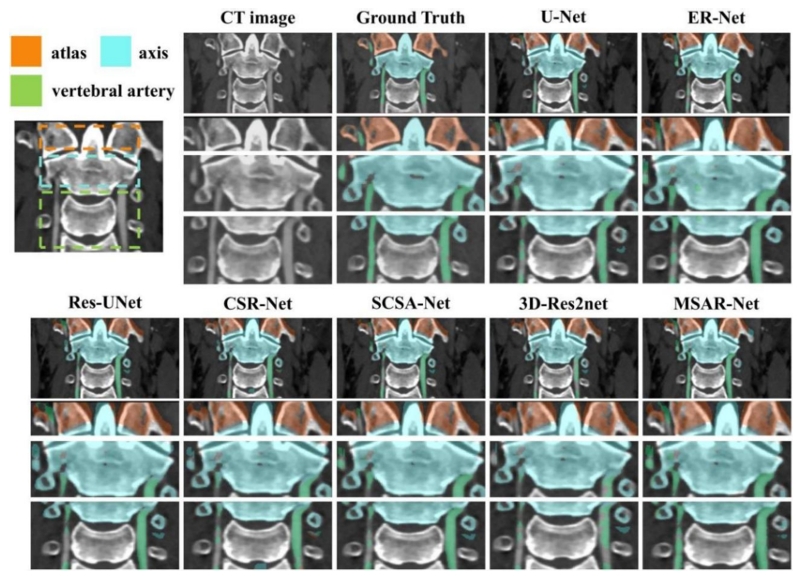 CT image Ground Truth U-Net ER-Net
atlas axis
vertebral artery
Res-UNet CSR-Net SCSA-Net 3D-Res2net MSAR-Net